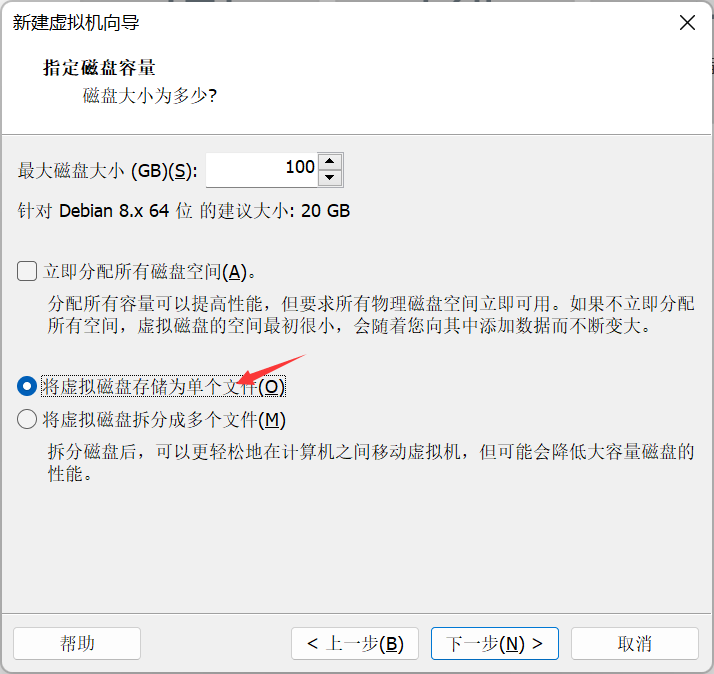 新建虚拟机向导
指定磁盘容量
磁盘大小为多少?
最大磁盘大小 (GB)(S): 100
针对 Debian 8.x 64 位 的建议大小: 20 GB
立即分配所有磁盘空间(A)。
分配所有容量可以提高性能，但要求所有物理磁盘空间立即可用。如果不立即分配
所有空间，虚拟磁盘的空间最初很小，会随着您向其中添加数据而不断变大。
将虚拟磁盘存储为单个文件(O)
将虚拟磁盘拆分成多个文件(M)
拆分磁盘后，可以更轻松地在计算机之间移动虚拟机，但可能会降低大容量磁盘的
性能。
帮助 < 上一步(B) 下一步(N) > 取消